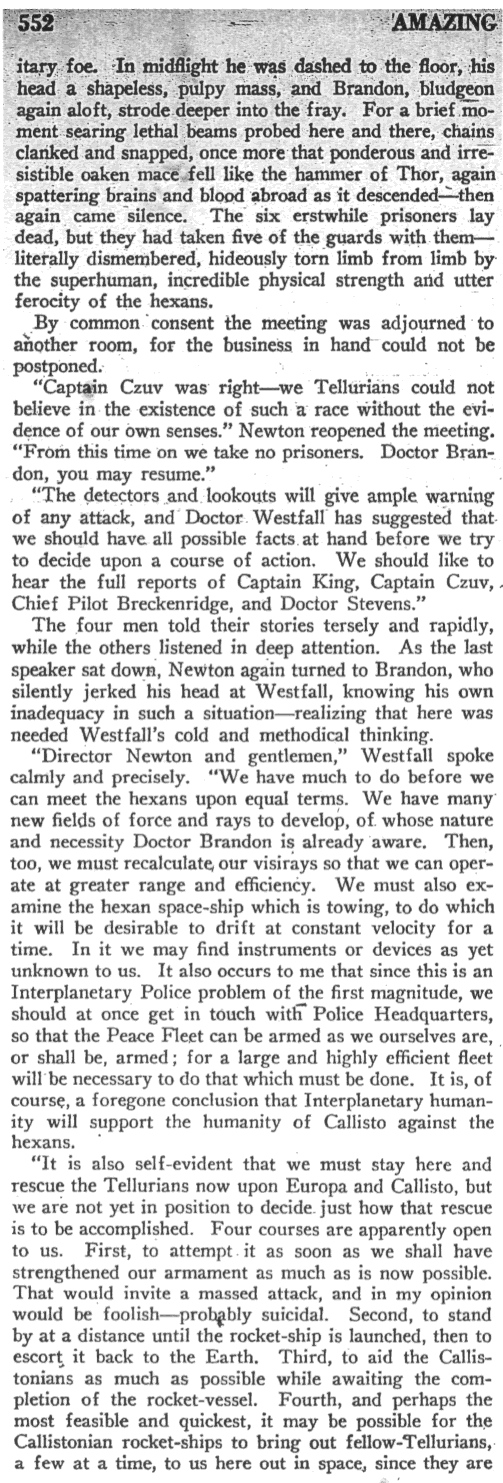 552 AMAZING
itary foe. In midflight he was dashed to the floor, his
head a shapeless, pulpy mass, and Brandon, bludgeon
again aloft, strode deeper into the fray. For a brief mo-
ment searing lethal beams probed here and there, chains
clanked and snapped, once more that ponderous and irre-
sistible oaken mace fell like the hammer of Thor, again
spattering brains and blood abroad as it descended—then
again came silence. The six erstwhile prisoners lay
dead, but they had taken five of the guards with them—
literally dismembered, hideously torn limb from limb by
the superhuman, incredible physical strength and utter
ferocity of the hexans.
By common consent the meeting was adjourned to
another room, for the business in hand could not be
postponed.
"Captain Czuv was right—we Tellurians could not
believe in the existence of such a race without the evi-
dence of our own senses." Newton reopened the meeting.
"From this time on we take no prisoners. Doctor Bran-
don, you may resume."
"The detectors and lookouts will give ample warning
of any attack, and Doctor Westfall has suggested that
we should have all possible facts at hand before we try
to decide upon a course of action. We should like to
hear the full reports of Captain King, Captain Czuv,
Chief Pilot Breckenridge, and Doctor Stevens."
The four men told their stories tersely and rapidly,
while the others listened in deep attention. As the last
speaker sat down, Newton again turned to Brandon, who
silently jerked his head at Westfall, knowing his own
inadequacy in such a situation—realizing that here was
needed Westfall's cold and methodical thinking.
"Director Newton and gentlemen," Westfall spoke
calmly and precisely. "We have much to do before we
can meet the hexans upon equal terms. We have many
new fields of force and rays to develop, of whose nature
and necessity Doctor Brandon is already aware. Then,
too, we must recalculate our visirays so that we can oper-
ate at greater range and efficiency. We must also ex-
amine the hexan space-ship which is towing, to do which
it will be desirable to drift at constant velocity for a
time. In it we may find instruments or devices as yet
unknown to us. It also occurs to me that since this is an
Interplanetary Police problem of the first magnitude, we
should at once get in touch with Police Headquarters,
so that the Peace Fleet can be armed as we ourselves are,
or shall be, armed; for a large and highly efficient fleet
will be necessary to do that which must be done. It is, of
course, a foregone conclusion that Interplanetary human-
ity will support the humanity of Callisto against the
hexans.
"It is also self-evident that we must stay here and
rescue the Tellurians now upon Europa and Callisto, but
we are not yet in position to decide just how that rescue
is to be accomplished. Four courses are apparently open
to us. First, to attempt it as soon as we shall have
strengthened our armament as much as is now possible.
That would invite a massed attack, and in my opinion
would be foolish—probably suicidal. Second, to stand
by at a distance until the rocket-ship is launched, then to
escort it back to the Earth. Third, to aid the Callis-
tonians as much as possible while awaiting the com-
pletion of the rocket-vessel. Fourth, and perhaps the
most feasible and quickest, it may be possible for the
Callistonian rocket-ships to bring out fellow-Tellurians,
a few at a time, to us here out in space, since they are